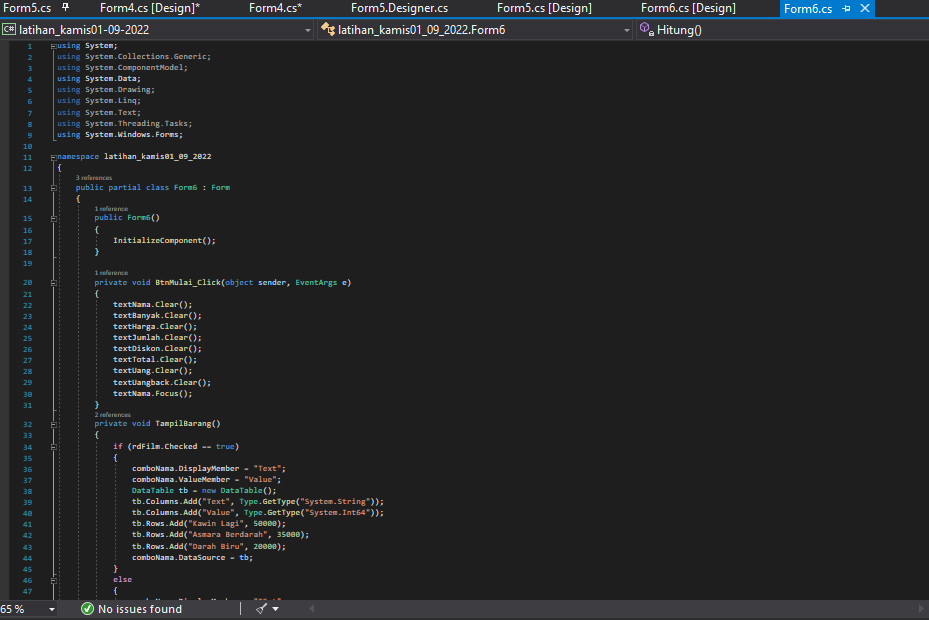 Form5.cs Form4.cs [Design]* Form4.cs* Form5.Designer.cs Form5.cs [Design] Form6.cs [Design] Form6.cs
C# latihan_kamis01-09-2022 latihan_kamis01_09_2022.Form6 Hitung()
1 using System;
2 using System.Collections.Generic;
3 using System.ComponentModel;
4 using System.Data;
5 using System.Drawing;
6 using System.Linq;
7 using System.Text;
8 using System.Threading.Tasks;
9 using System.Windows.Forms;
10
11 namespace latihan_kamis01_09_2022
12 {
3 references
13 public partial class Form6 : Form
14 {
1 reference
15 public Form6()
16 {
17 InitializeComponent();
18 }
19
1 reference
20 private void BtnMulai_Click(object sender, EventArgs e)
21 {
22 textNama.Clear();
23 textBanyak.Clear();
24 textHarga.Clear();
25 textJumlah.Clear();
26 textDiskon.Clear();
27 textTotal.Clear();
28 textUang.Clear();
29 textUangback.Clear();
30 textNama.Focus();
31 }
2 references
32 private void TampilBarang()
33 {
34 if (rdFilm.Checked == true)
35 {
36 comboNama.DisplayMember = "Text";
37 comboNama.ValueMember = "Value";
38 DataTable tb = new DataTable();
39 tb.Columns.Add("Text", Type.GetType("System.String"));
40 tb.Columns.Add("Value", Type.GetType("System.Int64"));
41 tb.Rows.Add("Kawin Lagi", 50000);
42 tb.Rows.Add("Asmara Berdarah", 35000);
43 tb.Rows.Add("Darah Biru", 20000);
44 comboNama.DataSource = tb;
45 }
46 else
47 {
65 % No issues found